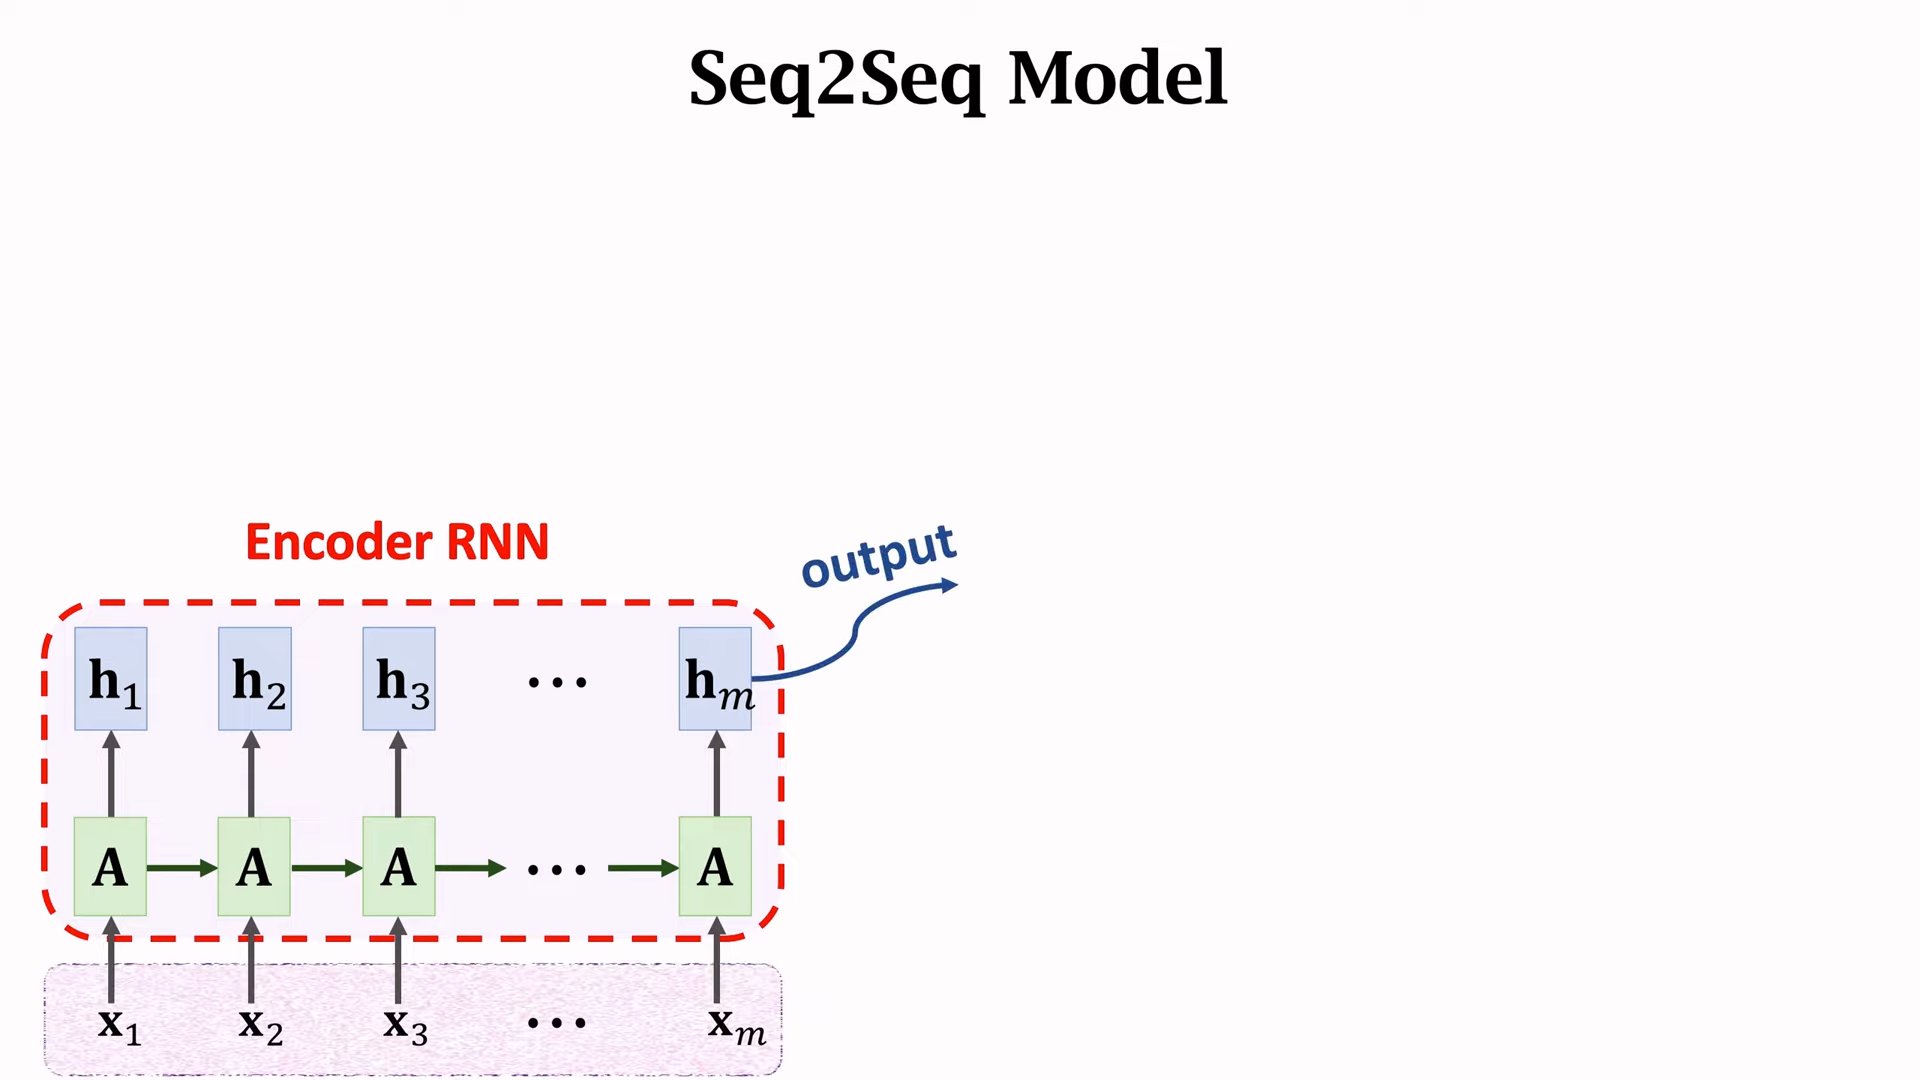 Seq2Seq Model
Encoder RNN
output
h₁ h₂ h₃ ⋯ hₘ
A A A ⋯ A
x₁ x₂ x₃ ⋯ xₘ